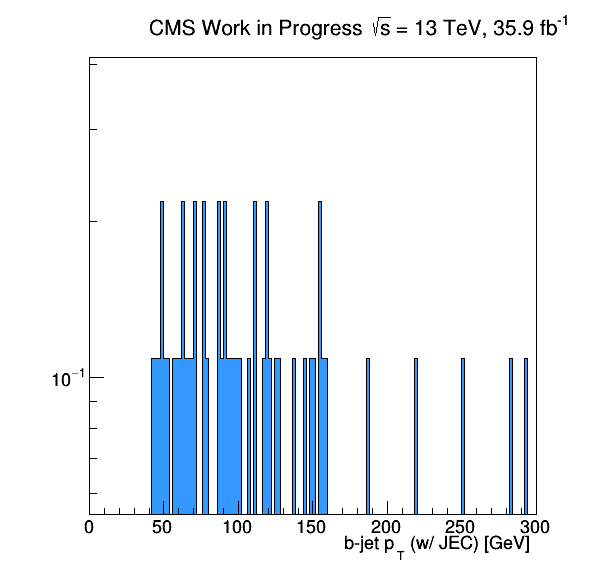 CMS Work in Progress √s = 13 TeV, 35.9 fb⁻¹
10⁻¹
0 50 100 150 200 250 300
b-jet p_T (w/ JEC) [GeV]